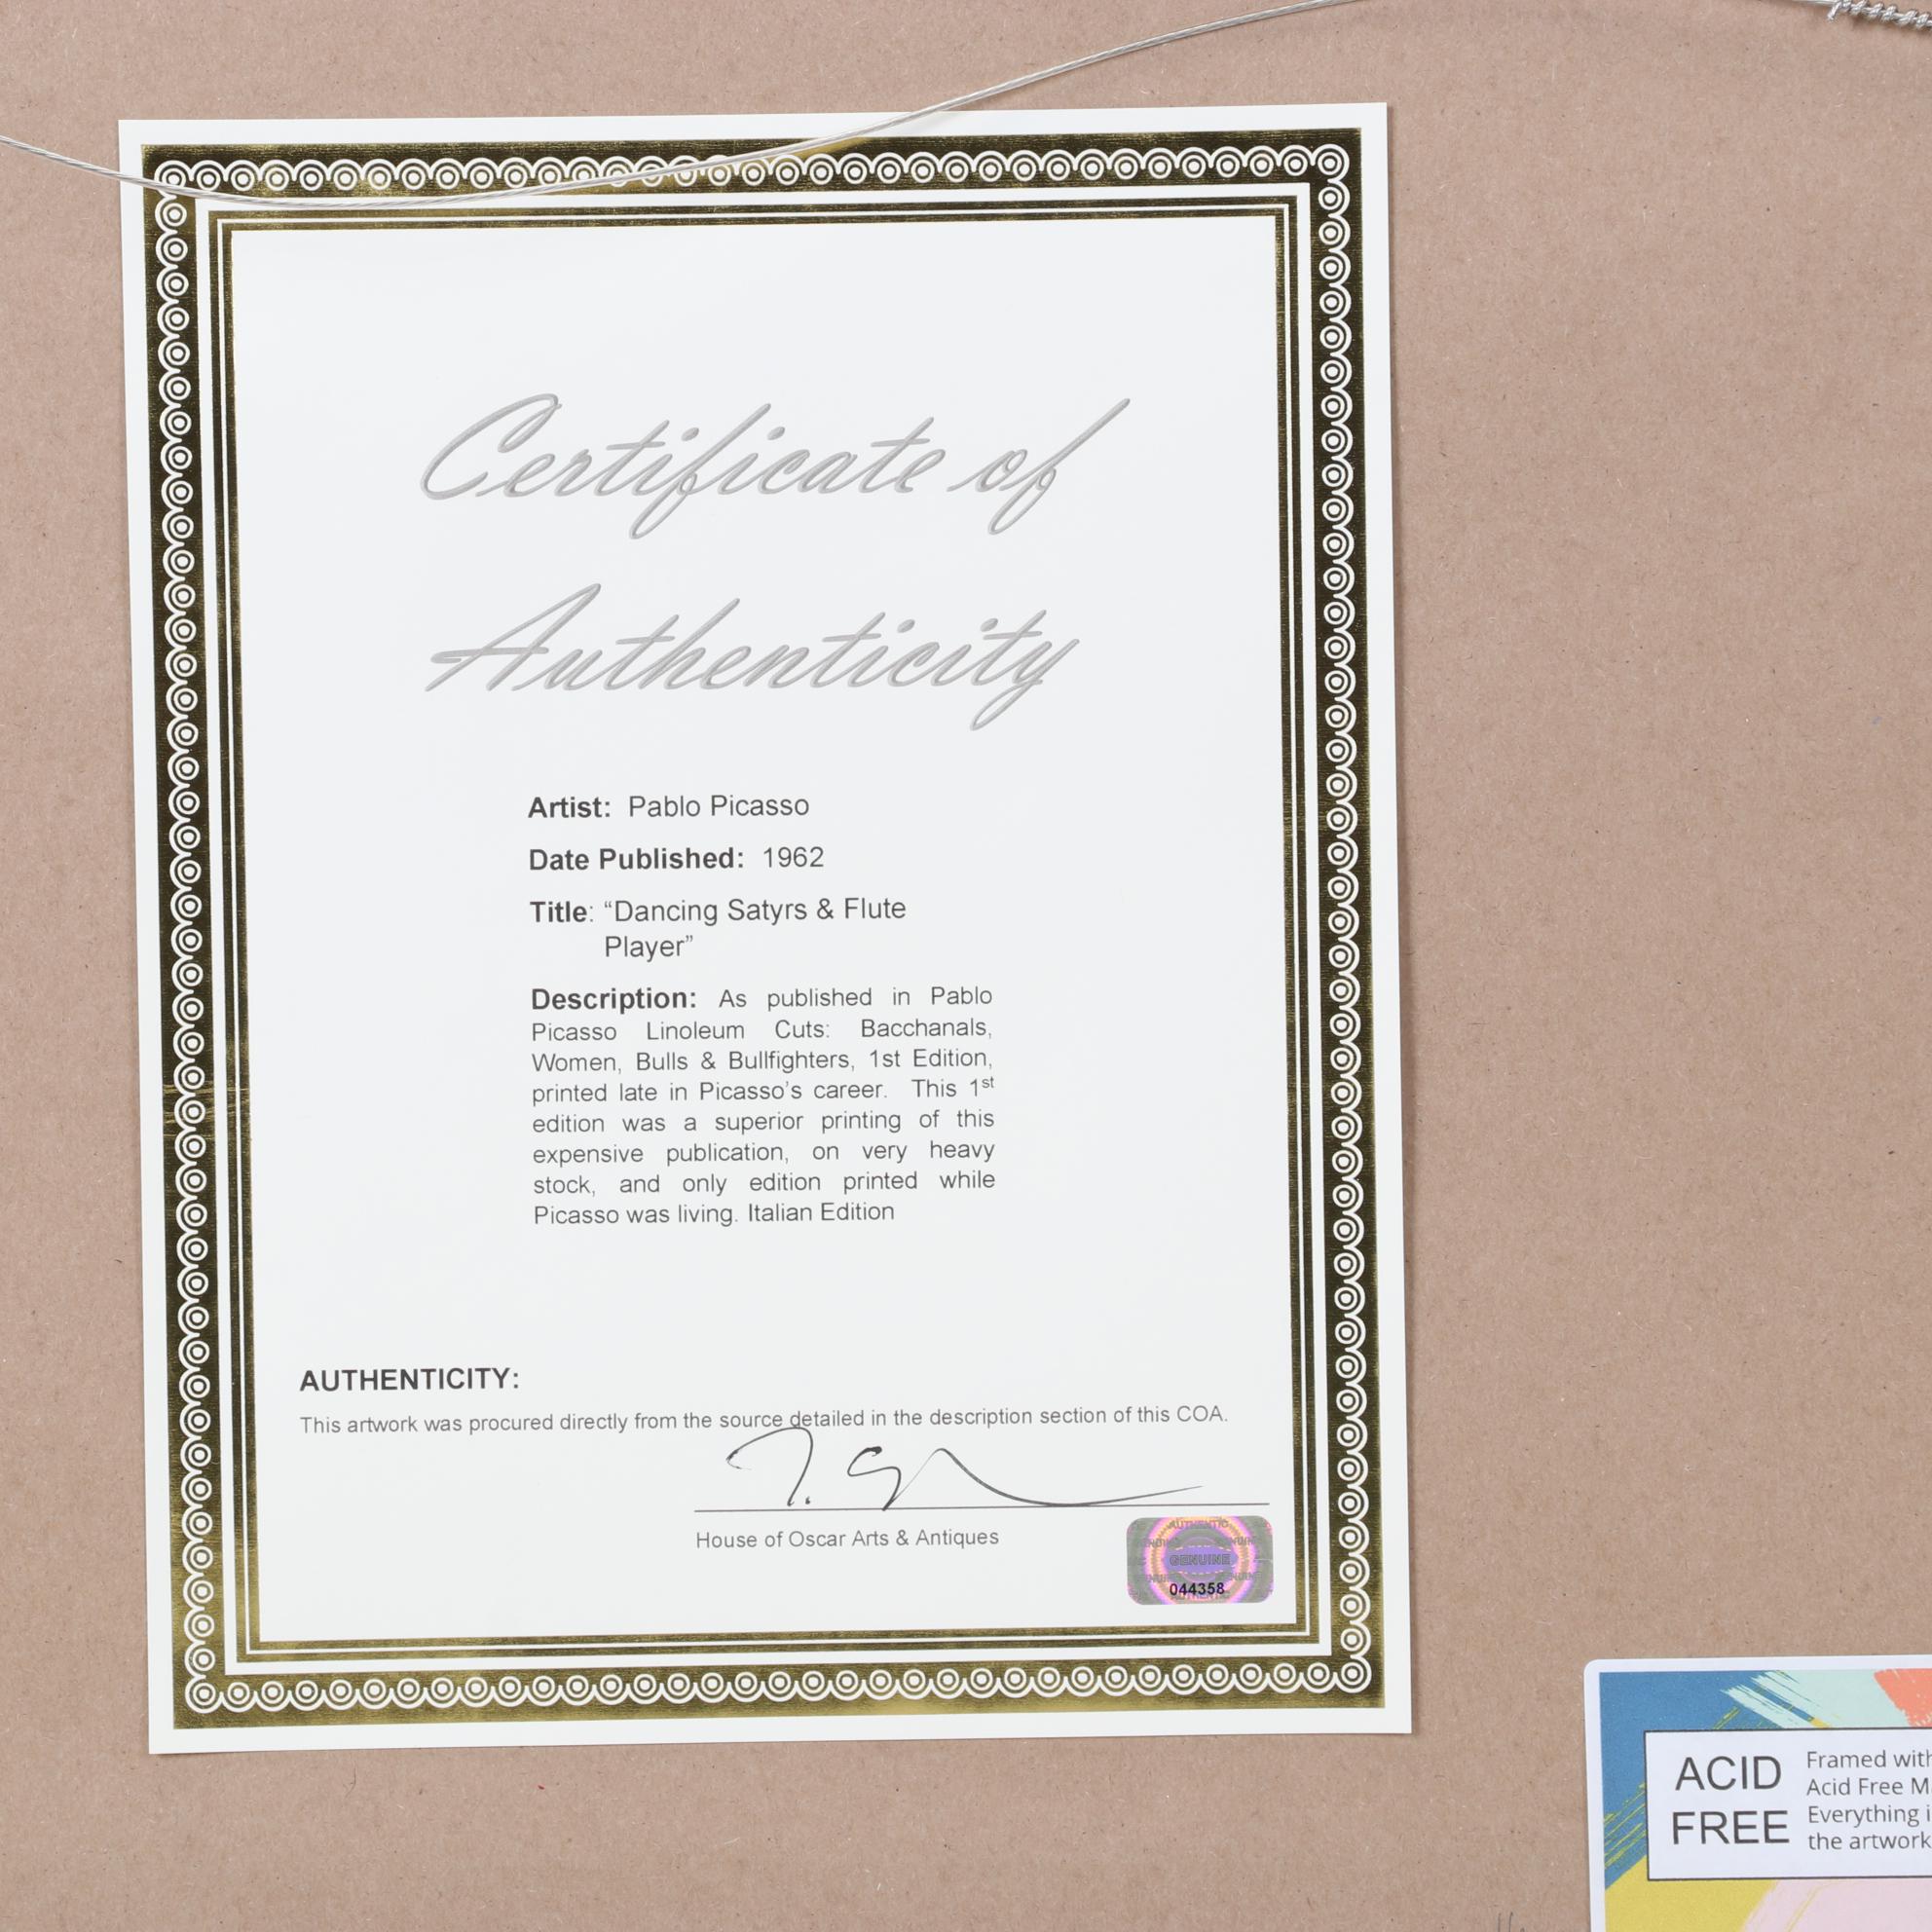 Certificate of
Authenticity
Artist: Pablo Picasso
Date Published: 1962
Title: “Dancing Satyrs & Flute
Player”
Description: As published in Pablo
Picasso Linoleum Cuts: Bacchanals,
Women, Bulls & Bullfighters, 1st Edition,
printed late in Picasso’s career. This 1st
edition was a superior printing of this
expensive publication, on very heavy
stock, and only edition printed while
Picasso was living. Italian Edition
AUTHENTICITY:
This artwork was procured directly from the source detailed in the description section of this COA.
House of Oscar Arts & Antiques
AUTHENTIC
GENUINE
044358
AUTHENTIC
ACID
FREE
Framed with
Acid Free M
Everything i
the artwork